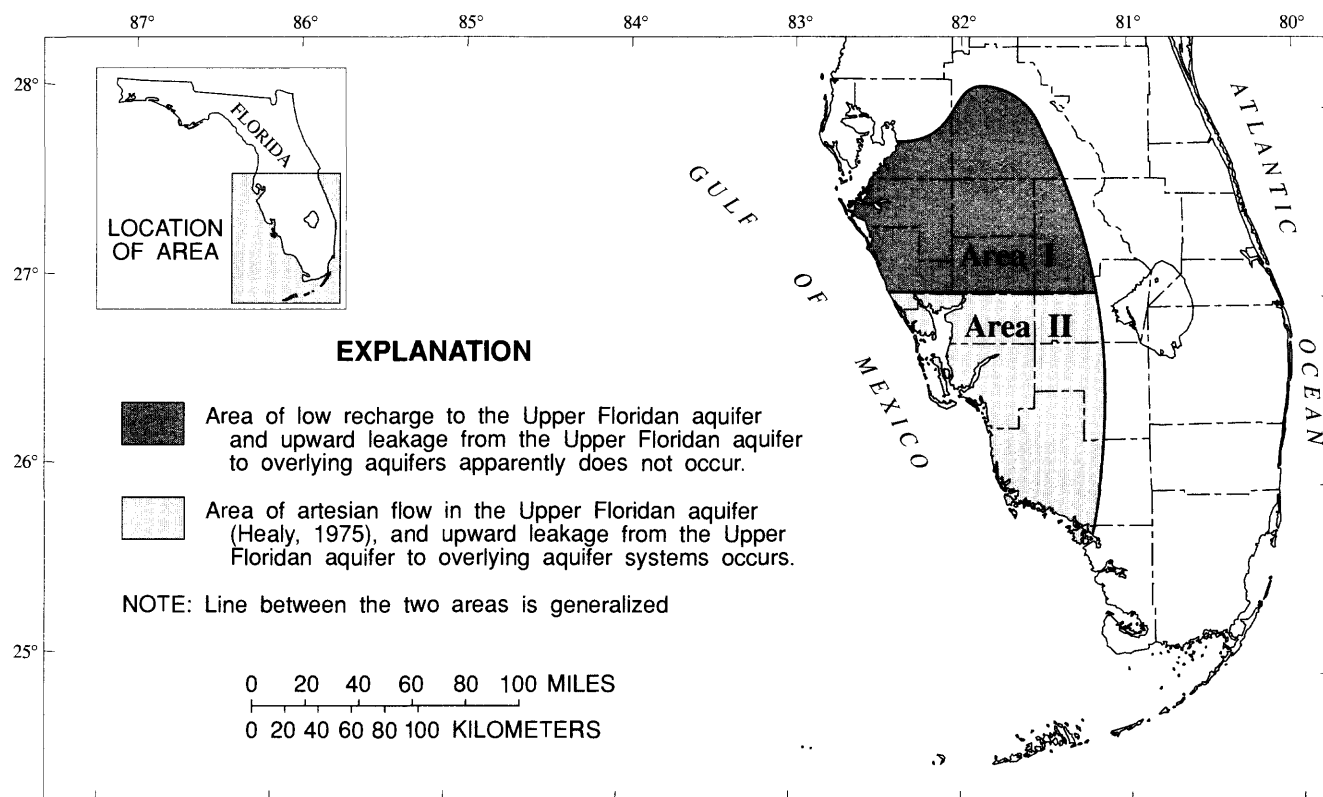 87° 86° 85° 83° 82° 81° 80°
28°
27°
26°
25°
FLORIDA
LOCATION
OF AREA
GULF
OF
MEXICO
ATLANTIC
OCEAN
Area I
Area II
EXPLANATION
Area of low recharge to the Upper Floridan aquifer
and upward leakage from the Upper Floridan aquifer
to overlying aquifers apparently does not occur.
Area of artesian flow in the Upper Floridan aquifer
(Healy, 1975), and upward leakage from the Upper
Floridan aquifer to overlying aquifer systems occurs.
NOTE: Line between the two areas is generalized
0 20 40 60 80 100 MILES
0 20 40 60 80 100 KILOMETERS